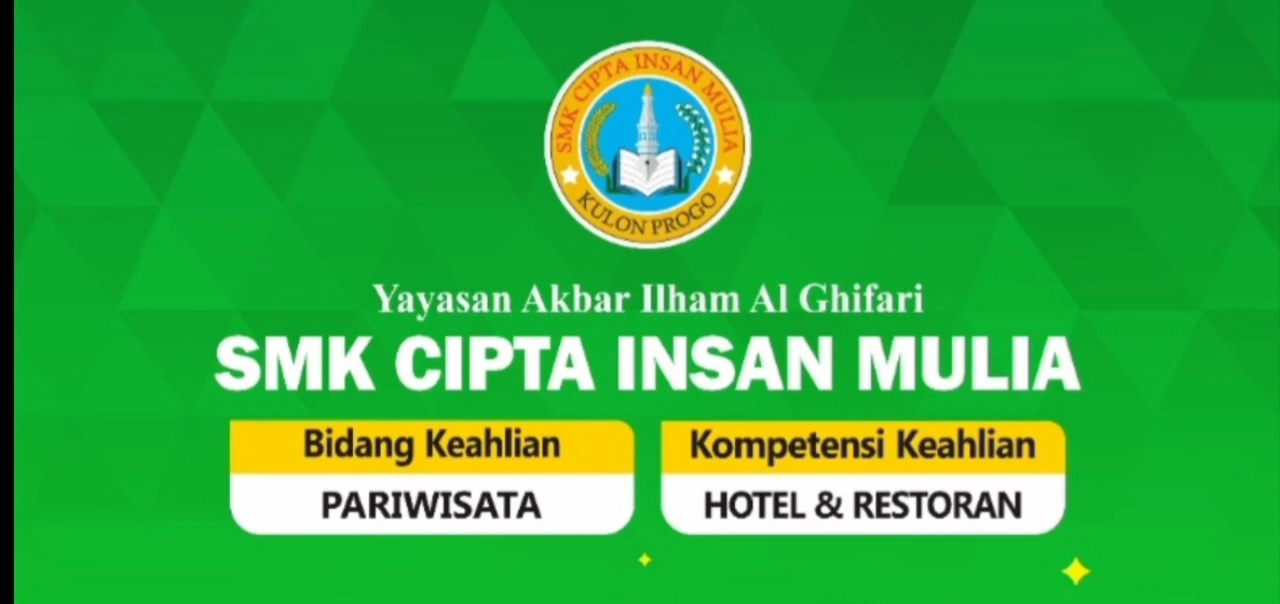 SMK CIPTA INSAN MULIA
KULON PROGO
Yayasan Akbar Ilham Al Ghifari
SMK CIPTA INSAN MULIA
Bidang Keahlian
PARIWISATA
Kompetensi Keahlian
HOTEL & RESTORAN